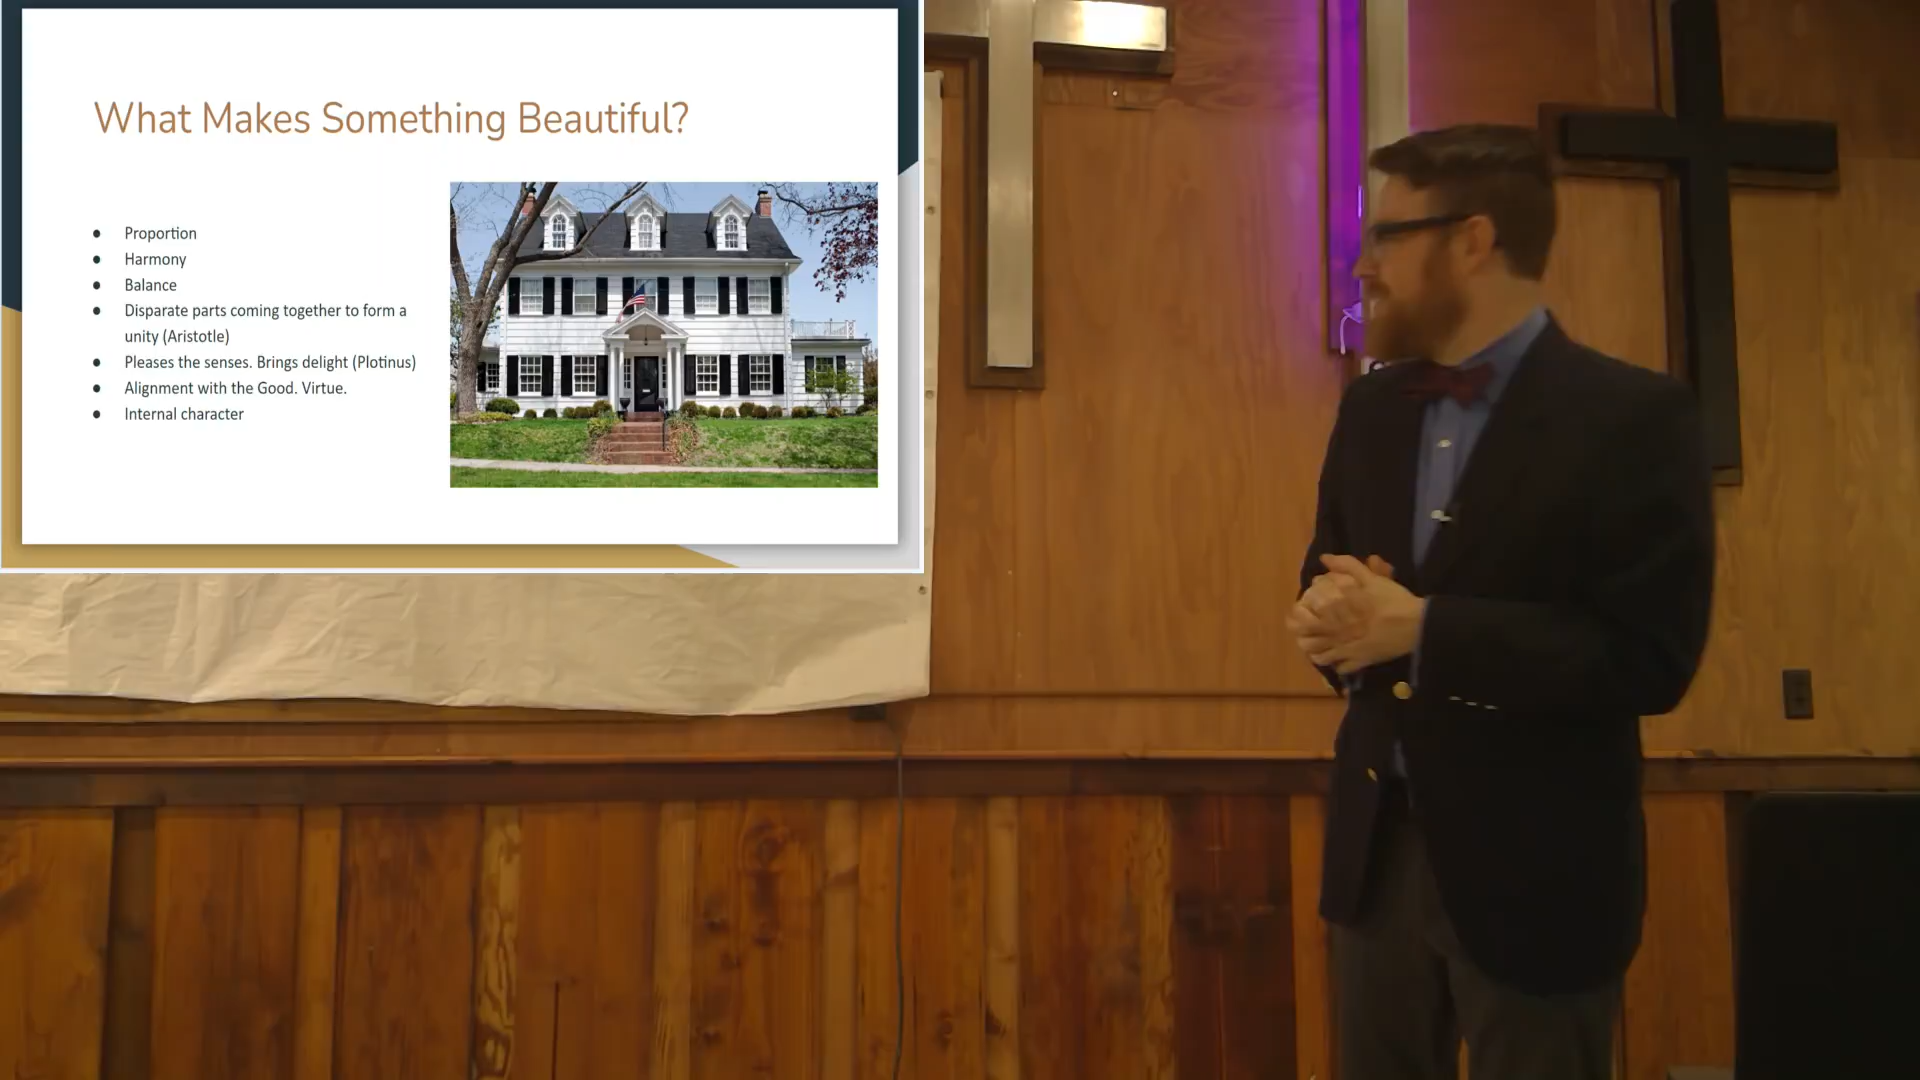 What Makes Something Beautiful?
● Proportion
● Harmony
● Balance
● Disparate parts coming together to form a
unity (Aristotle)
● Pleases the senses. Brings delight (Plotinus)
● Alignment with the Good. Virtue.
● Internal character